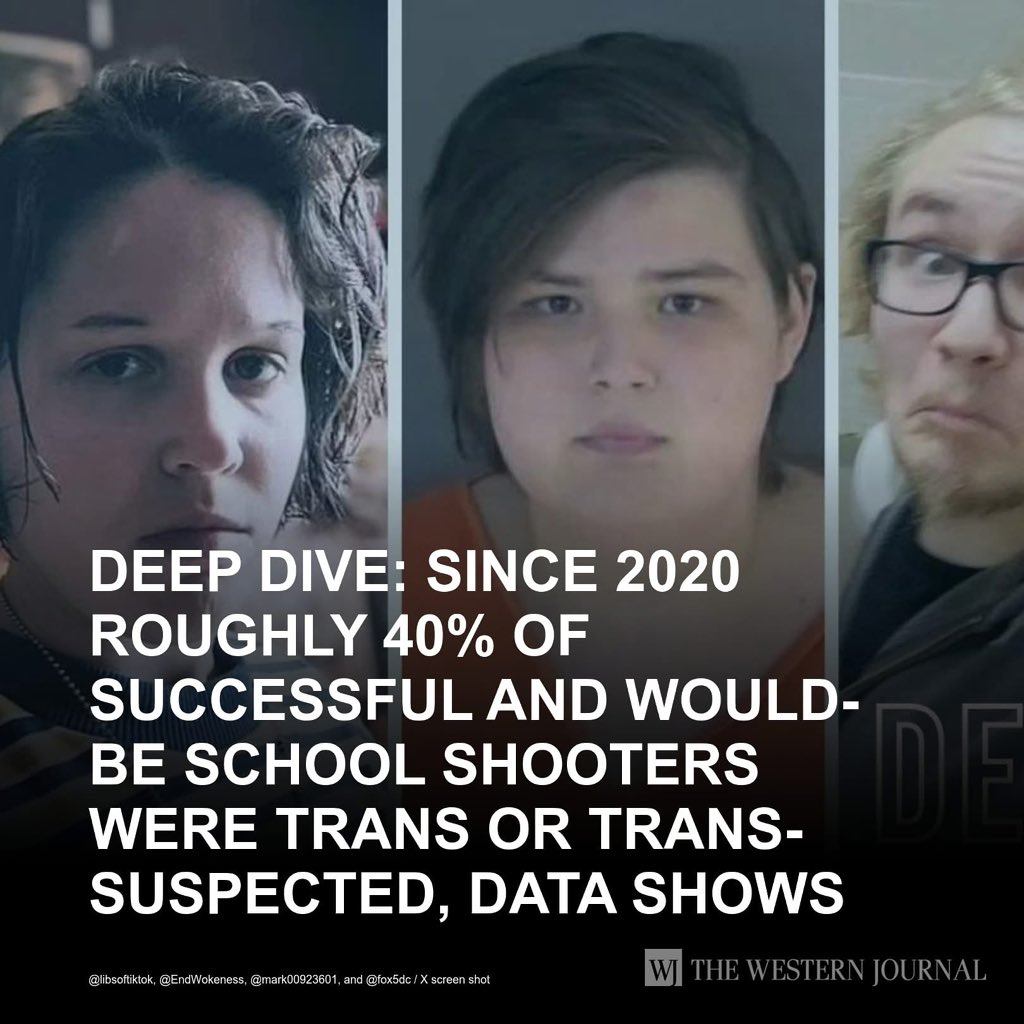 DEEP DIVE: SINCE 2020
ROUGHLY 40% OF
SUCCESSFUL AND WOULD-
BE SCHOOL SHOOTERS
WERE TRANS OR TRANS-
SUSPECTED, DATA SHOWS
DE
@libsoftiktok, @EndWokeness, @mark00923601, and @fox5dc / X screen shot
WJ THE WESTERN JOURNAL